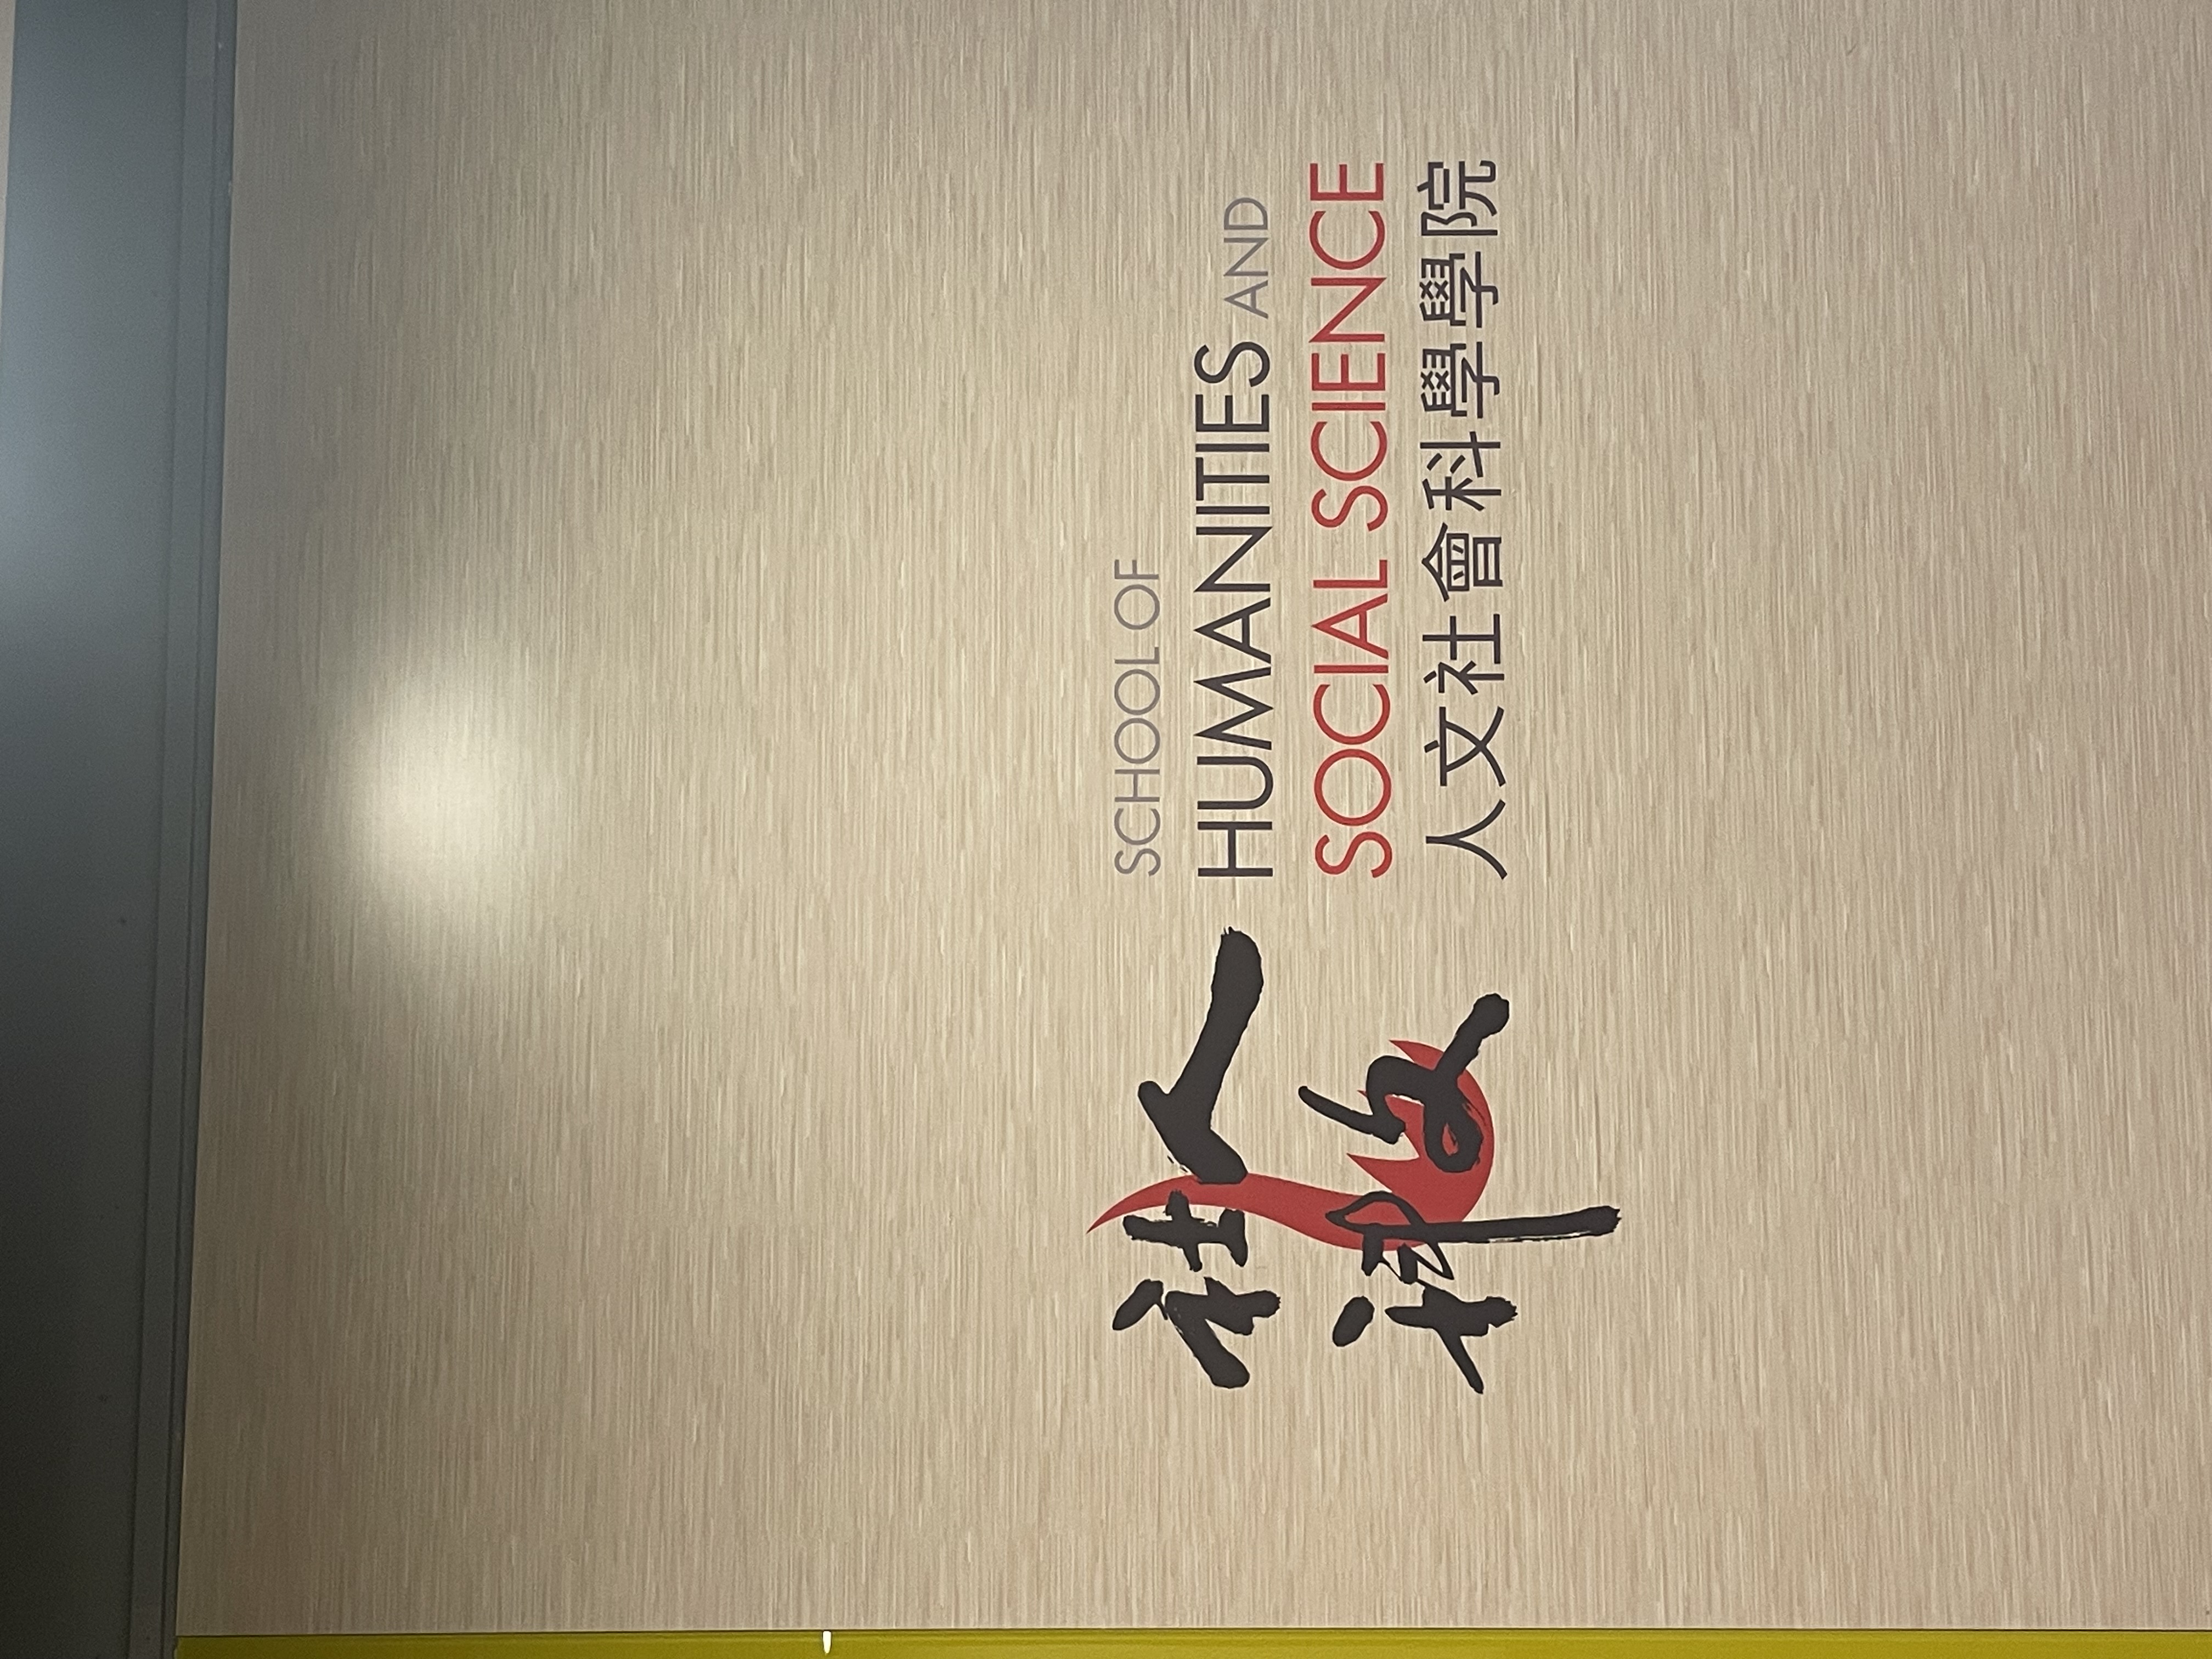 社人
科文
SCHOOL OF
HUMANITIES AND
SOCIAL SCIENCE
人文社會科學學院